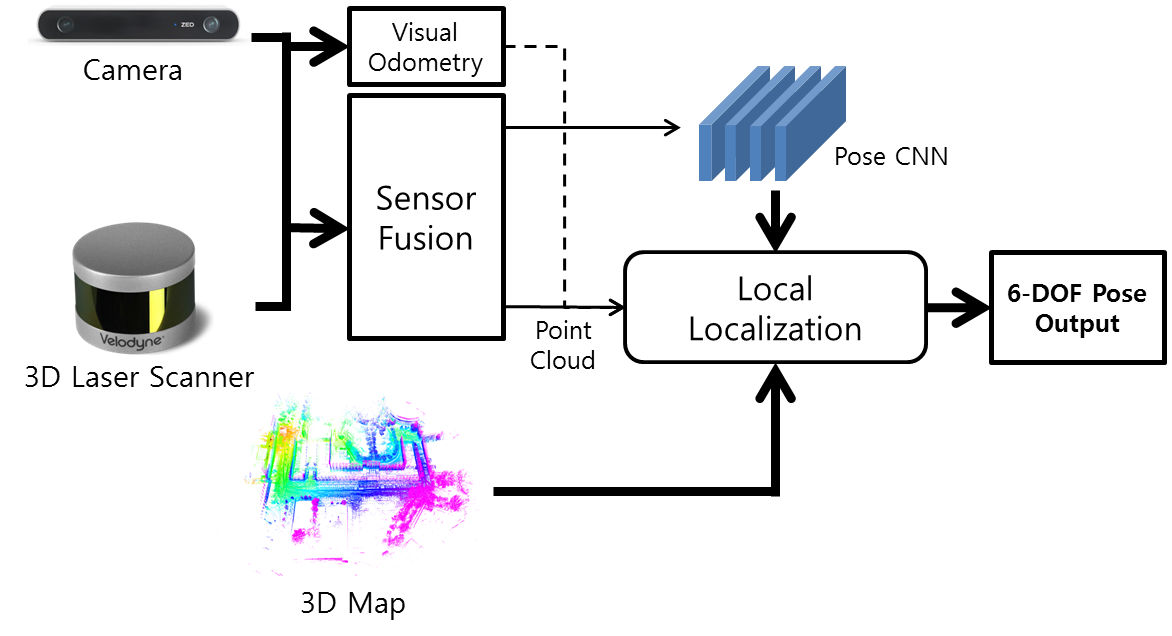 ZED
Camera
Visual
Odometry
Sensor
Fusion
Pose CNN
Velodyne
3D Laser Scanner
Point
Cloud
Local
Localization
6-DOF Pose
Output
3D Map